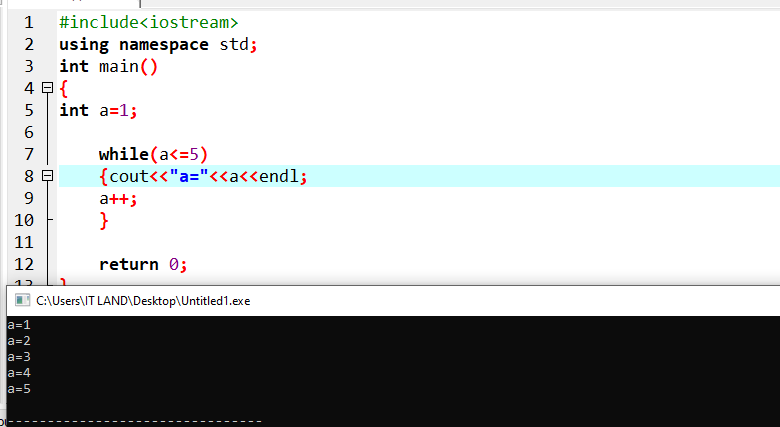 1 #include<iostream>
2 using namespace std;
3 int main()
4 {
5 int a=1;
6
7 while(a<=5)
8 {cout<<"a="<<a<<endl;
9 a++;
10 }
11
12 return 0;
13 }
C:\Users\IT LAND\Desktop\Untitled1.exe
a=1
a=2
a=3
a=4
a=5
--------------------------------